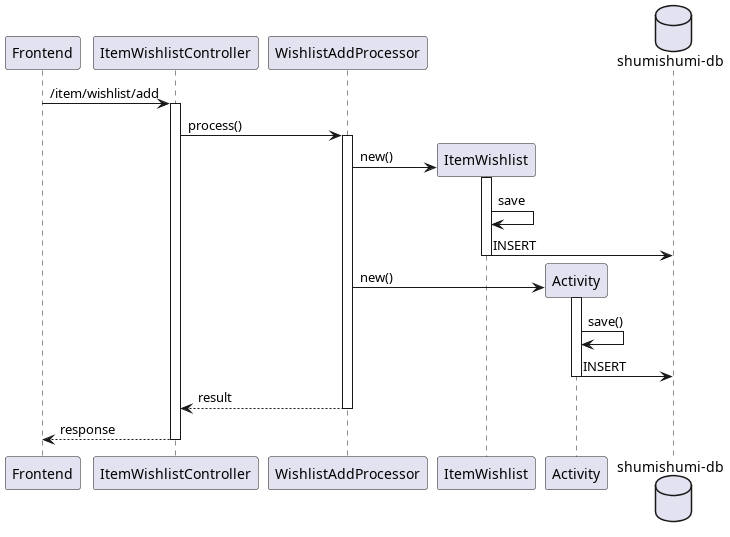 shumishumi-db
Frontend
ItemWishlistController
WishlistAddProcessor
/item/wishlist/add
process()
ItemWishlist
new()
save
INSERT
Activity
new()
save()
INSERT
result
response
Frontend
ItemWishlistController
WishlistAddProcessor
ItemWishlist
Activity
shumishumi-db